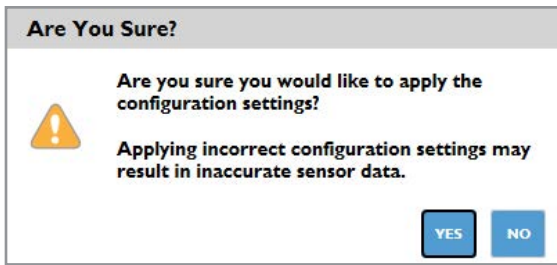 Are You Sure?
Are you sure you would like to apply the
configuration settings?
Applying incorrect configuration settings may
result in inaccurate sensor data.
YES
NO